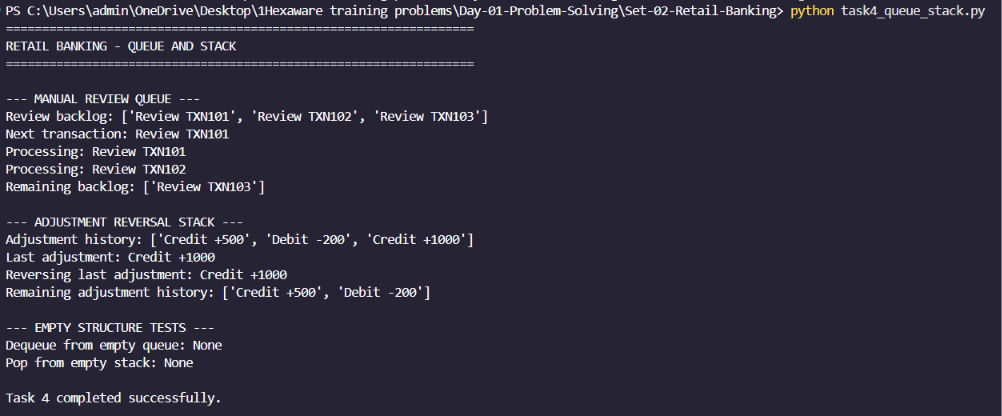 PS C:\Users\admin\OneDrive\Desktop\1Hexaware training problems\Day-01-Problem-Solving\Set-02-Retail-Banking> python task4_queue_stack.py
=================================================================
RETAIL BANKING - QUEUE AND STACK
=================================================================
--- MANUAL REVIEW QUEUE ---
Review backlog: ['Review TXN101', 'Review TXN102', 'Review TXN103']
Next transaction: Review TXN101
Processing: Review TXN101
Processing: Review TXN102
Remaining backlog: ['Review TXN103']
--- ADJUSTMENT REVERSAL STACK ---
Adjustment history: ['Credit +500', 'Debit -200', 'Credit +1000']
Last adjustment: Credit +1000
Reversing last adjustment: Credit +1000
Remaining adjustment history: ['Credit +500', 'Debit -200']
--- EMPTY STRUCTURE TESTS ---
Dequeue from empty queue: None
Pop from empty stack: None
Task 4 completed successfully.